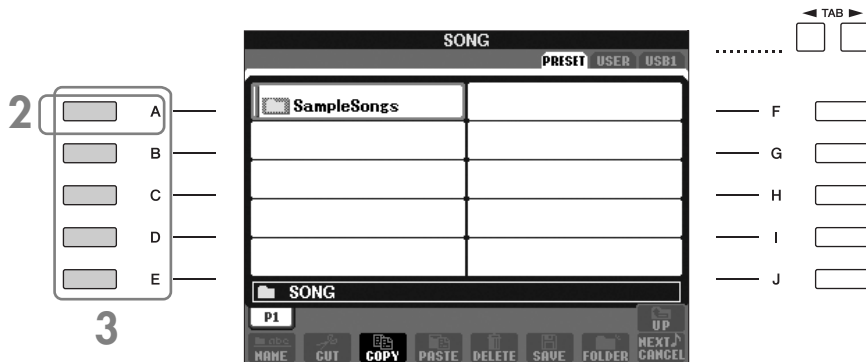 ◄ TAB ►
SONG
PRESET USER USB1
2
A
SampleSongs
F
B
G
C
H
D
I
E
J
SONG
3
P1
UP
NAME CUT COPY PASTE DELETE SAVE FOLDER NEXT♪
CANCEL